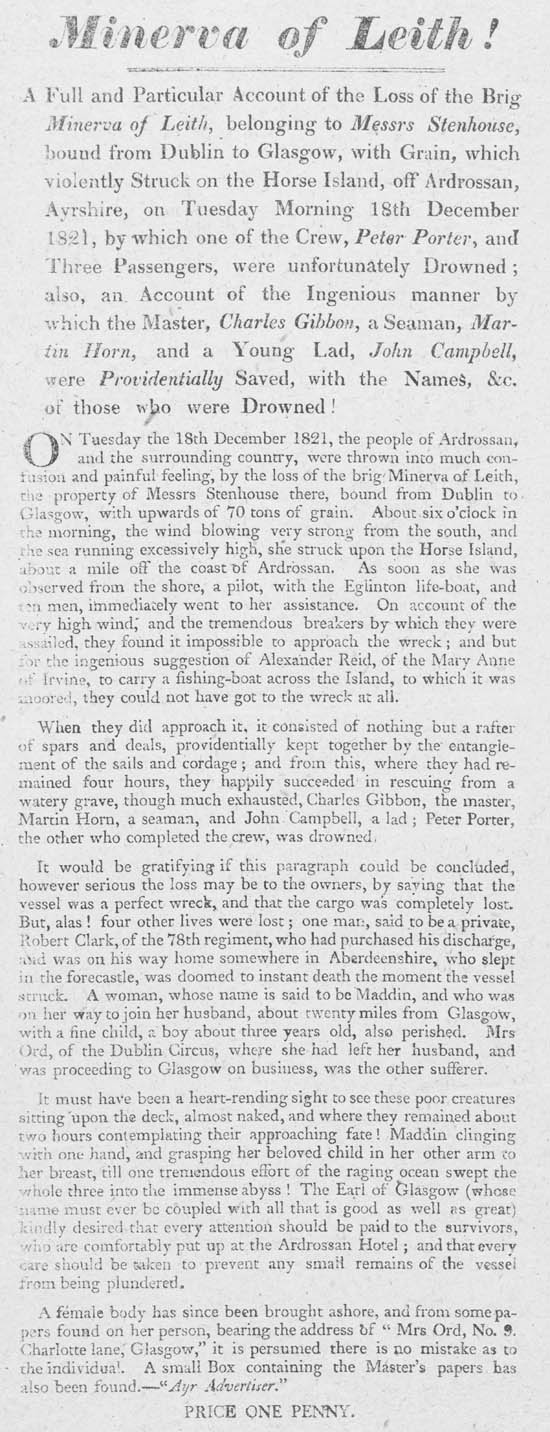 Minerva of Leith!
A Full and Particular Account of the Loss of the Brig
Minerva of Leith, belonging to Messrs Stenhouse,
bound from Dublin to Glasgow, with Grain, which
violently Struck on the Horse Island, off Ardrossan,
Ayrshire, on Tuesday Morning 18th December
1821, by which one of the Crew, Peter Porter, and
Three Passengers, were unfortunately Drowned;
also, an Account of the Ingenious manner by
which the Master, Charles Gibbon, a Seaman, Mar-
tin Horn, and a Young Lad, John Campbell,
were Providentially Saved, with the Names, &c.
of those who were Drowned!
ON Tuesday the 18th December 1821, the people of Ardrossan,
and the surrounding country, were thrown into much con-
fusion and painful feeling, by the loss of the brig Minerva of Leith,
the property of Messrs Stenhouse there, bound from Dublin to
Glasgow, with upwards of 70 tons of grain. About six o'clock in
the morning, the wind blowing very strong from the south, and
the sea running excessively high, she struck upon the Horse Island,
about a mile off the coast of Ardrossan. As soon as she was
observed from the shore, a pilot, with the Eglinton life-boat, and
ten men, immediately went to her assistance. On account of the
very high wind, and the tremendous breakers by which they were
assailed, they found it impossible to approach the wreck; and but
for the ingenious suggestion of Alexander Reid, of the Mary Anne
of Irvine, to carry a fishing-boat across the Island, to which it was
moored, they could not have got to the wreck at all.
When they did approach it, it consisted of nothing but a rafter
of spars and deals, providentially kept together by the entangle-
ment of the sails and cordage; and from this, where they had re-
mained four hours, they happily succeeded in rescuing from a
watery grave, though much exhausted, Charles Gibbon, the master,
Martin Horn, a seaman, and John Campbell, a lad; Peter Porter,
the other who completed the crew, was drowned.
It would be gratifying if this paragraph could be concluded,
however serious the loss may be to the owners, by saying that the
vessel was a perfect wreck, and that the cargo was completely lost.
But, alas! four other lives were lost; one man, said to be a private,
Robert Clark, of the 78th regiment, who had purchased his discharge,
and was on his way home somewhere in Aberdeenshire, who slept
in the forecastle, was doomed to instant death the moment the vessel
struck. A woman, whose name is said to be Maddin, and who was
on her way to join her husband, about twenty miles from Glasgow,
with a fine child, a boy about three years old, also perished. Mrs
Ord, of the Dublin Circus, where she had left her husband, and
was proceeding to Glasgow on business, was the other sufferer.
It must have been a heart-rending sight to see these poor creatures
sitting upon the deck, almost naked, and where they remained about
two hours contemplating their approaching fate! Maddin clinging
with one hand, and grasping her beloved child in her other arm to
her breast, till one tremendous effort of the raging ocean swept the
whole three into the immense abyss! The Earl of Glasgow (whose
name must ever be coupled with all that is good as well as great)
kindly desired that every attention should be paid to the survivors,
who are comfortably put up at the Ardrossan Hotel; and that every
care should be taken to prevent any small remains of the vessel
from being plundered.
A female body has since been brought ashore, and from some pa-
pers found on her person, bearing the address of "Mrs Ord, No. 9.
Charlotte lane, Glasgow," it is persumed there is no mistake as to
the individual. A small Box containing the Master's papers has
also been found.—"Ayr Advertiser."
PRICE ONE PENNY.